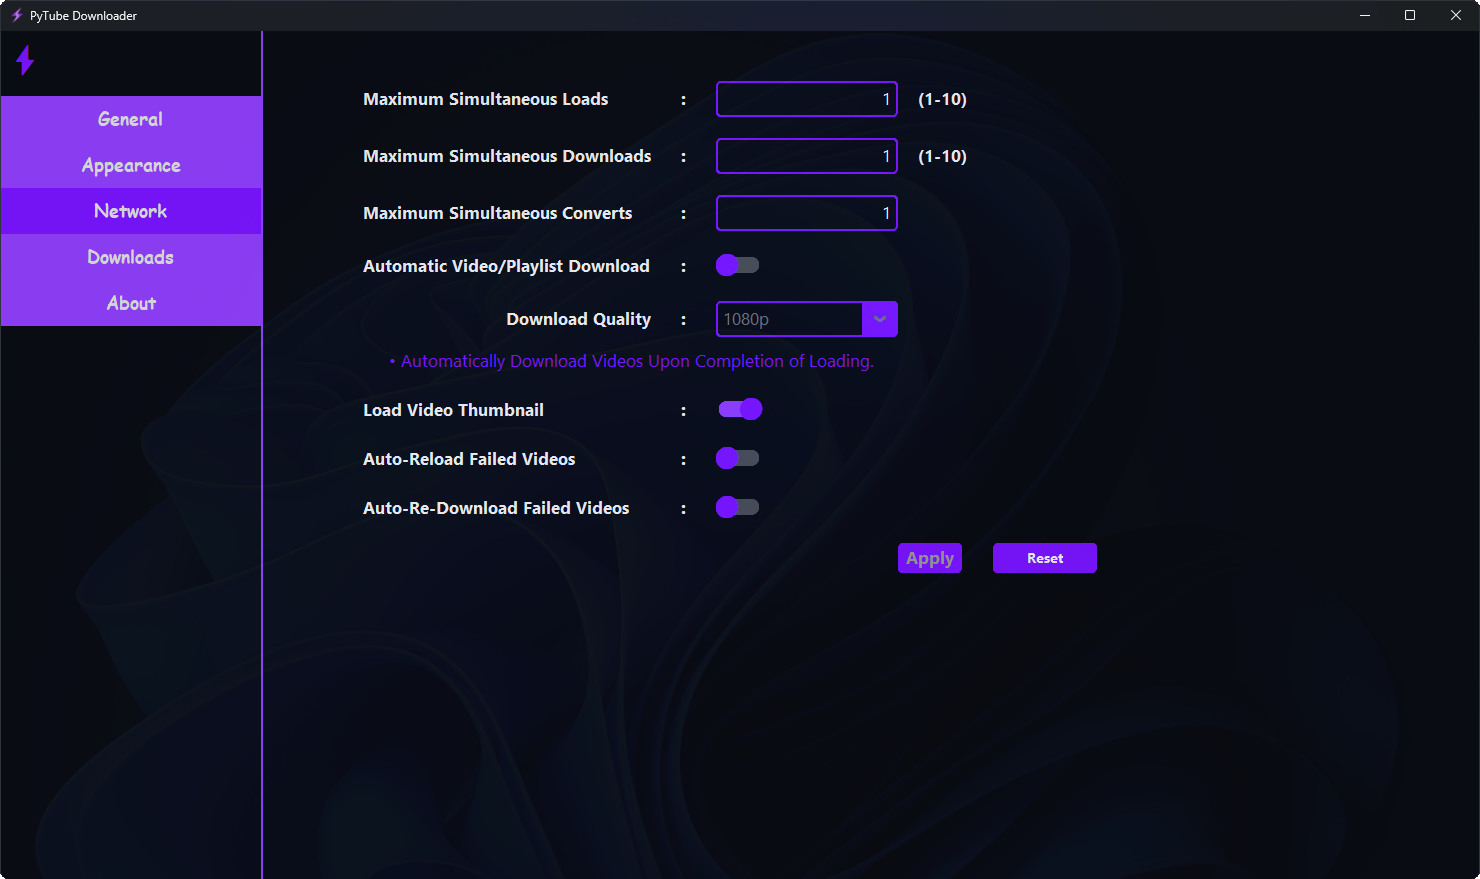 PyTube Downloader
General
Appearance
Network
Downloads
About
Maximum Simultaneous Loads : 1 (1-10)
Maximum Simultaneous Downloads : 1 (1-10)
Maximum Simultaneous Converts : 1
Automatic Video/Playlist Download :
Download Quality : 1080p
• Automatically Download Videos Upon Completion of Loading.
Load Video Thumbnail :
Auto-Reload Failed Videos :
Auto-Re-Download Failed Videos :
Apply Reset